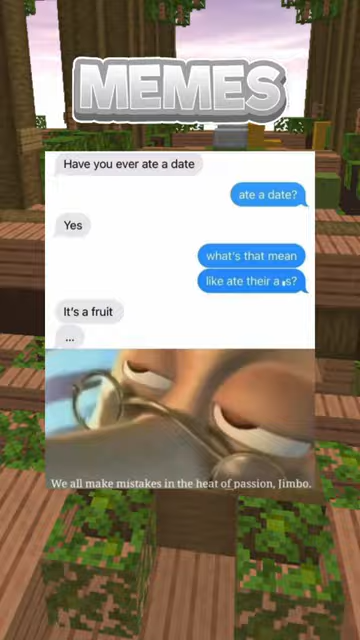 MEMES
Have you ever ate a date
ate a date?
Yes
what's that mean
like ate their a s?
It's a fruit
...
We all make mistakes in the heat of passion, Jimbo.